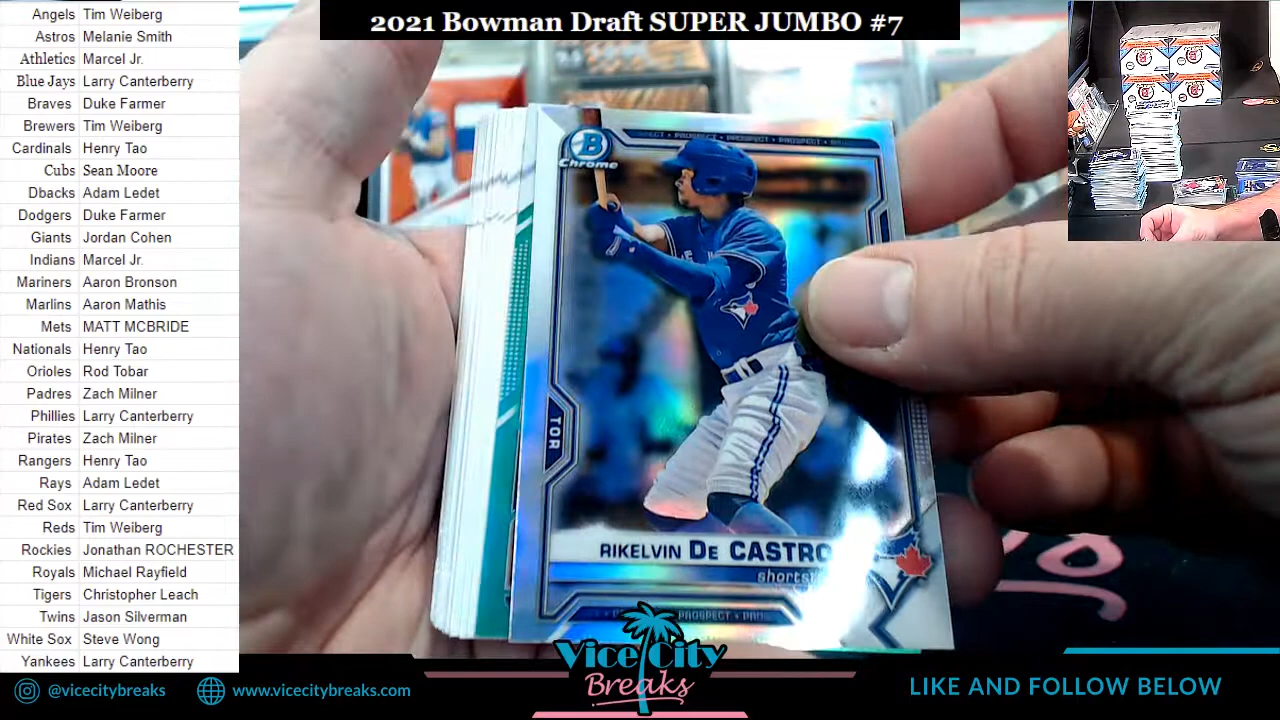 2021 Bowman Draft SUPER JUMBO #7
Angels Tim Weiberg
Astros Melanie Smith
Athletics Marcel Jr.
Blue Jays Larry Canterberry
Braves Duke Farmer
Brewers Tim Weiberg
Cardinals Henry Tao
Cubs Sean Moore
Dbacks Adam Ledet
Dodgers Duke Farmer
Giants Jordan Cohen
Indians Marcel Jr.
Mariners Aaron Bronson
Marlins Aaron Mathis
Mets MATT MCBRIDE
Nationals Henry Tao
Orioles Rod Tobar
Padres Zach Milner
Phillies Larry Canterberry
Pirates Zach Milner
Rangers Henry Tao
Rays Adam Ledet
Red Sox Larry Canterberry
Reds Tim Weiberg
Rockies Jonathan ROCHESTER
Royals Michael Rayfield
Tigers Christopher Leach
Twins Jason Silverman
White Sox Steve Wong
Yankees Larry Canterberry
B
Chrome
PROSPECT • PROSPECT • PROSPECT
TOR
RIKELVIN DE CASTRO
PROSPECT
Vice City
Breaks
@vicecitybreaks
www.vicecitybreaks.com
LIKE AND FOLLOW BELOW